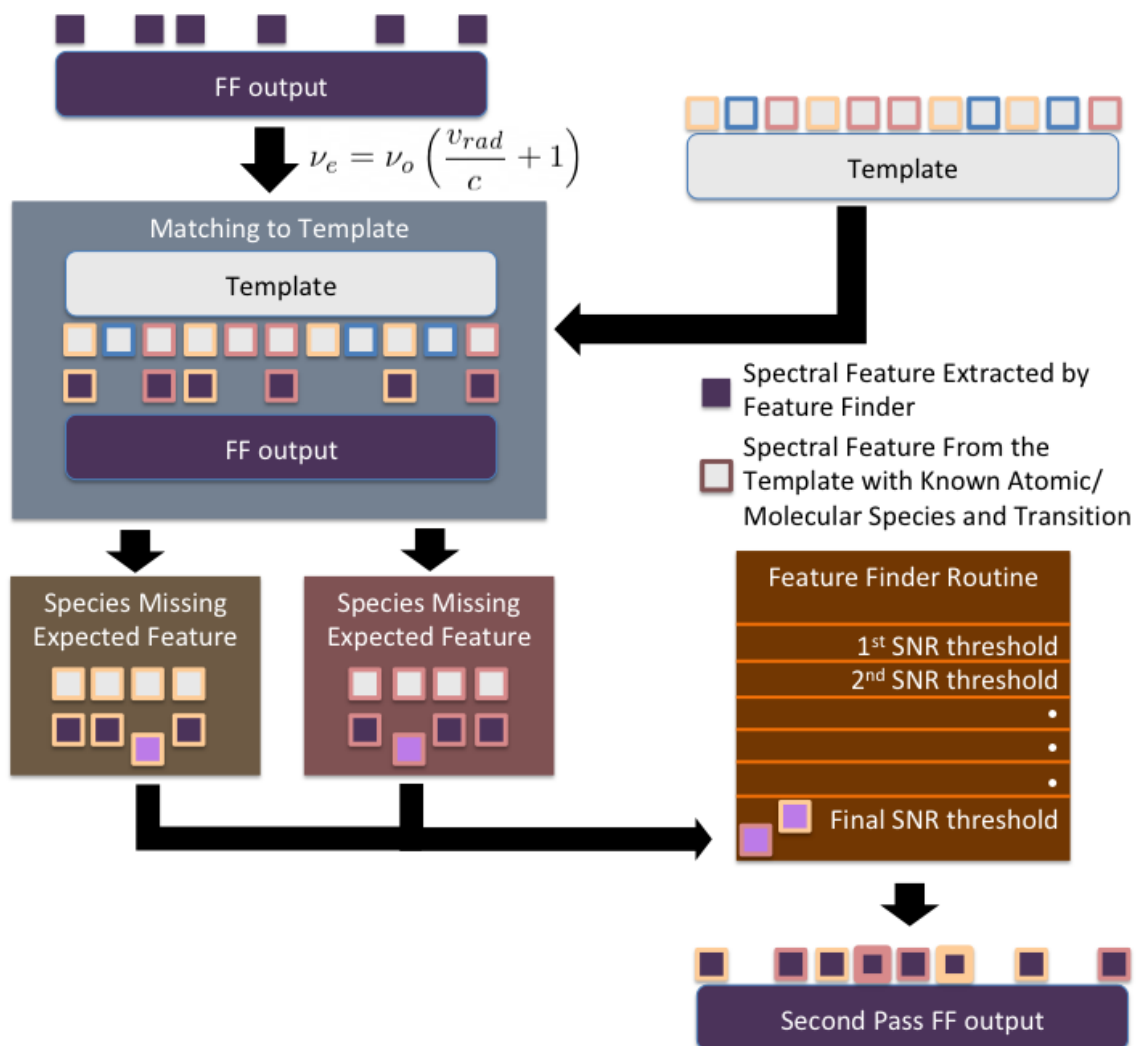 FF output
ν_e = ν_o (v_rad/c + 1)
Template
Matching to Template
Template
FF output
Spectral Feature Extracted by
Feature Finder
Spectral Feature From the
Template with Known Atomic/
Molecular Species and Transition
Species Missing
Expected Feature
Species Missing
Expected Feature
Feature Finder Routine
1st SNR threshold
2nd SNR threshold
•
•
•
Final SNR threshold
Second Pass FF output